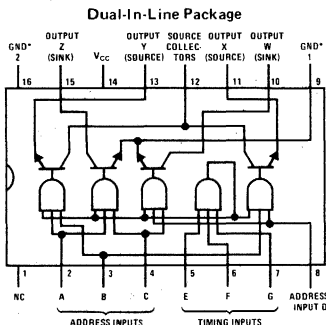 Dual-In-Line Package
GND* 2
OUTPUT Z (SINK)
VCC
OUTPUT Y (SOURCE)
SOURCE COLLEC- TORS
OUTPUT X (SOURCE)
OUTPUT W (SINK)
GND* 1
16 15 14 13 12 11 10 9
1 2 3 4 5 6 7 8
NC A B C E F G ADDRESS INPUT D
ADDRESS INPUTS TIMING INPUTS